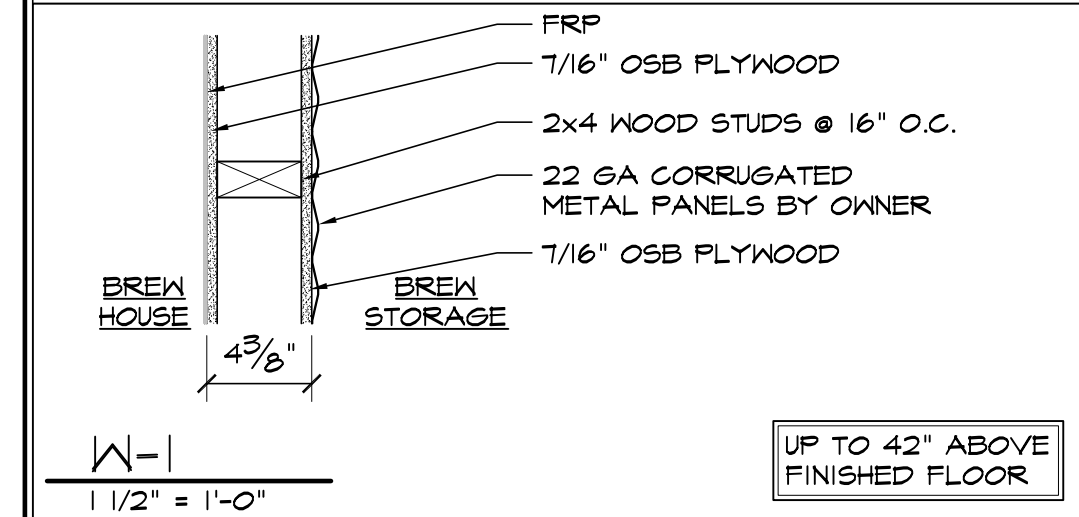 FRP
7/16" OSB PLYWOOD
2x4 WOOD STUDS @ 16" O.C.
22 GA CORRUGATED
METAL PANELS BY OWNER
7/16" OSB PLYWOOD
BREW
HOUSE
BREW
STORAGE
4 3/8"
W-1
1 1/2" = 1'-0"
UP TO 42" ABOVE
FINISHED FLOOR